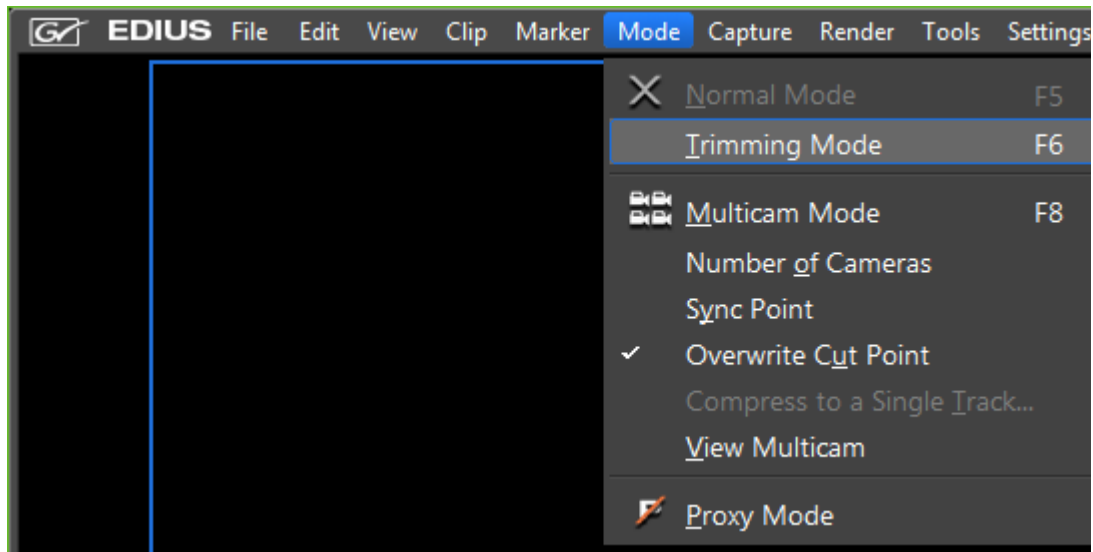 GV EDIUS File Edit View Clip Marker Mode Capture Render Tools Settings
Normal Mode F5
Trimming Mode F6
Multicam Mode F8
Number of Cameras
Sync Point
Overwrite Cut Point
Compress to a Single Track...
View Multicam
Proxy Mode